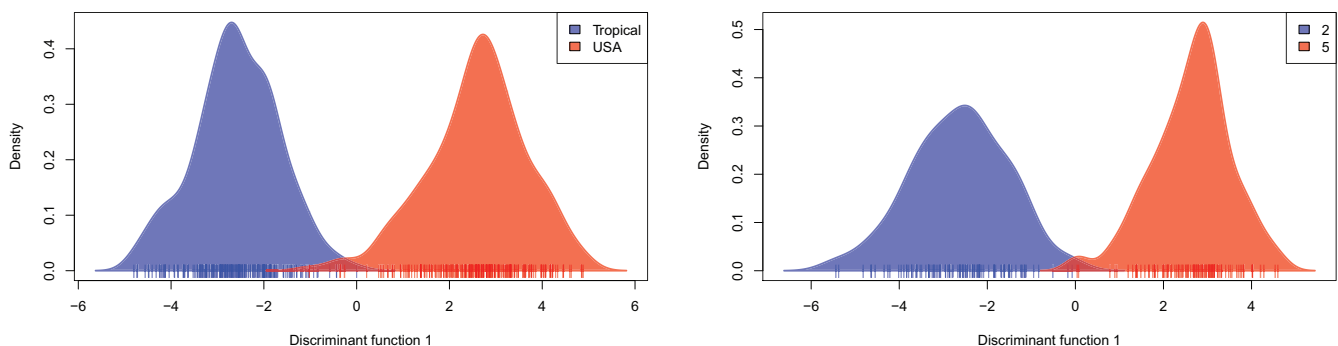 Tropical
USA
Density
0.0 0.1 0.2 0.3 0.4
−6 −4 −2 0 2 4 6
Discriminant function 1
2
5
Density
0.0 0.1 0.2 0.3 0.4 0.5
−6 −4 −2 0 2 4
Discriminant function 1